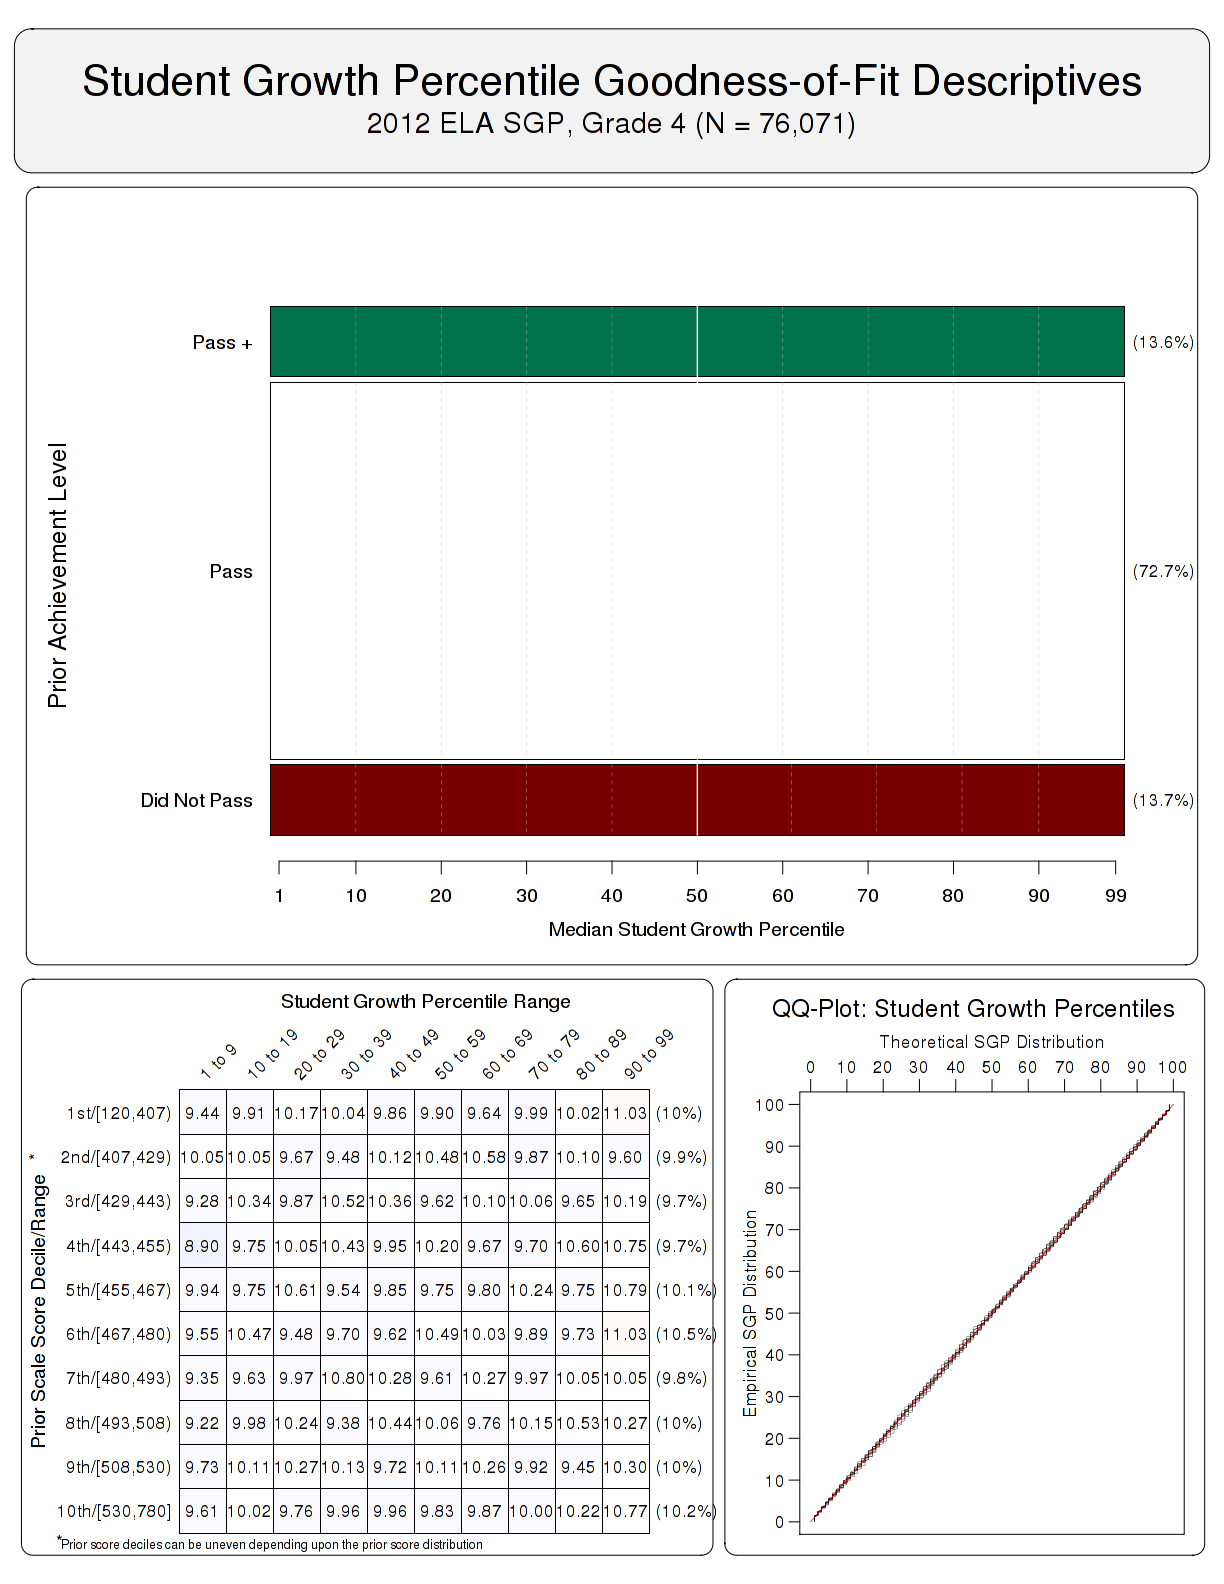 Student Growth Percentile Goodness-of-Fit Descriptives
2012 ELA SGP, Grade 4 (N = 76,071)
Prior Achievement Level
Pass +
(13.6%)
Pass
(72.7%)
Did Not Pass
(13.7%)
1 10 20 30 40 50 60 70 80 90 99
Median Student Growth Percentile
Student Growth Percentile Range
1 to 9 10 to 19 20 to 29 30 to 39 40 to 49 50 to 59 60 to 69 70 to 79 80 to 89 90 to 99
Prior Scale Score Decile/Range *
1st/[120,407) 9.44 9.91 10.17 10.04 9.86 9.90 9.64 9.99 10.02 11.03 (10%)
2nd/[407,429) 10.05 10.05 9.67 9.48 10.12 10.48 10.58 9.87 10.10 9.60 (9.9%)
3rd/[429,443) 9.28 10.34 9.87 10.52 10.36 9.62 10.10 10.06 9.65 10.19 (9.7%)
4th/[443,455) 8.90 9.75 10.05 10.43 9.95 10.20 9.67 9.70 10.60 10.75 (9.7%)
5th/[455,467) 9.94 9.75 10.61 9.54 9.85 9.75 9.80 10.24 9.75 10.79 (10.1%)
6th/[467,480) 9.55 10.47 9.48 9.70 9.62 10.49 10.03 9.89 9.73 11.03 (10.5%)
7th/[480,493) 9.35 9.63 9.97 10.80 10.28 9.61 10.27 9.97 10.05 10.05 (9.8%)
8th/[493,508) 9.22 9.98 10.24 9.38 10.44 10.06 9.76 10.15 10.53 10.27 (10%)
9th/[508,530) 9.73 10.11 10.27 10.13 9.72 10.11 10.26 9.92 9.45 10.30 (10%)
10th/[530,780] 9.61 10.02 9.76 9.96 9.96 9.83 9.87 10.00 10.22 10.77 (10.2%)
*Prior score deciles can be uneven depending upon the prior score distribution
QQ-Plot: Student Growth Percentiles
Theoretical SGP Distribution
0 10 20 30 40 50 60 70 80 90 100
Empirical SGP Distribution
100
90
80
70
60
50
40
30
20
10
0